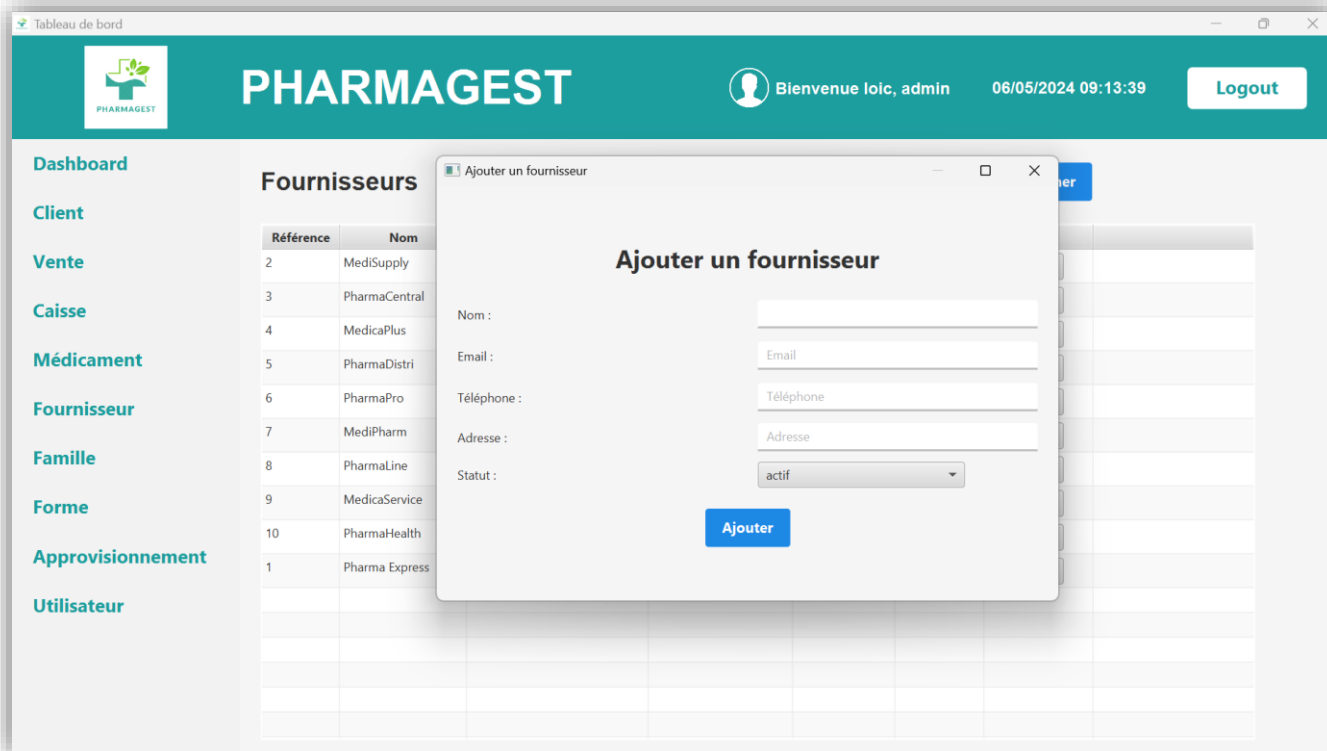 Tableau de bord
PHARMAGEST
PHARMAGEST
Bienvenue loic, admin
06/05/2024 09:13:39
Logout
Dashboard
Client
Vente
Caisse
Médicament
Fournisseur
Famille
Forme
Approvisionnement
Utilisateur
Fournisseurs
Référence Nom
2 MediSupply
3 PharmaCentral
4 MedicaPlus
5 PharmaDistri
6 PharmaPro
7 MediPharm
8 PharmaLine
9 MedicaService
10 PharmaHealth
1 Pharma Express
Ajouter un fournisseur
Ajouter un fournisseur
Nom :
Email : Email
Téléphone : Téléphone
Adresse : Adresse
Statut : actif
Ajouter